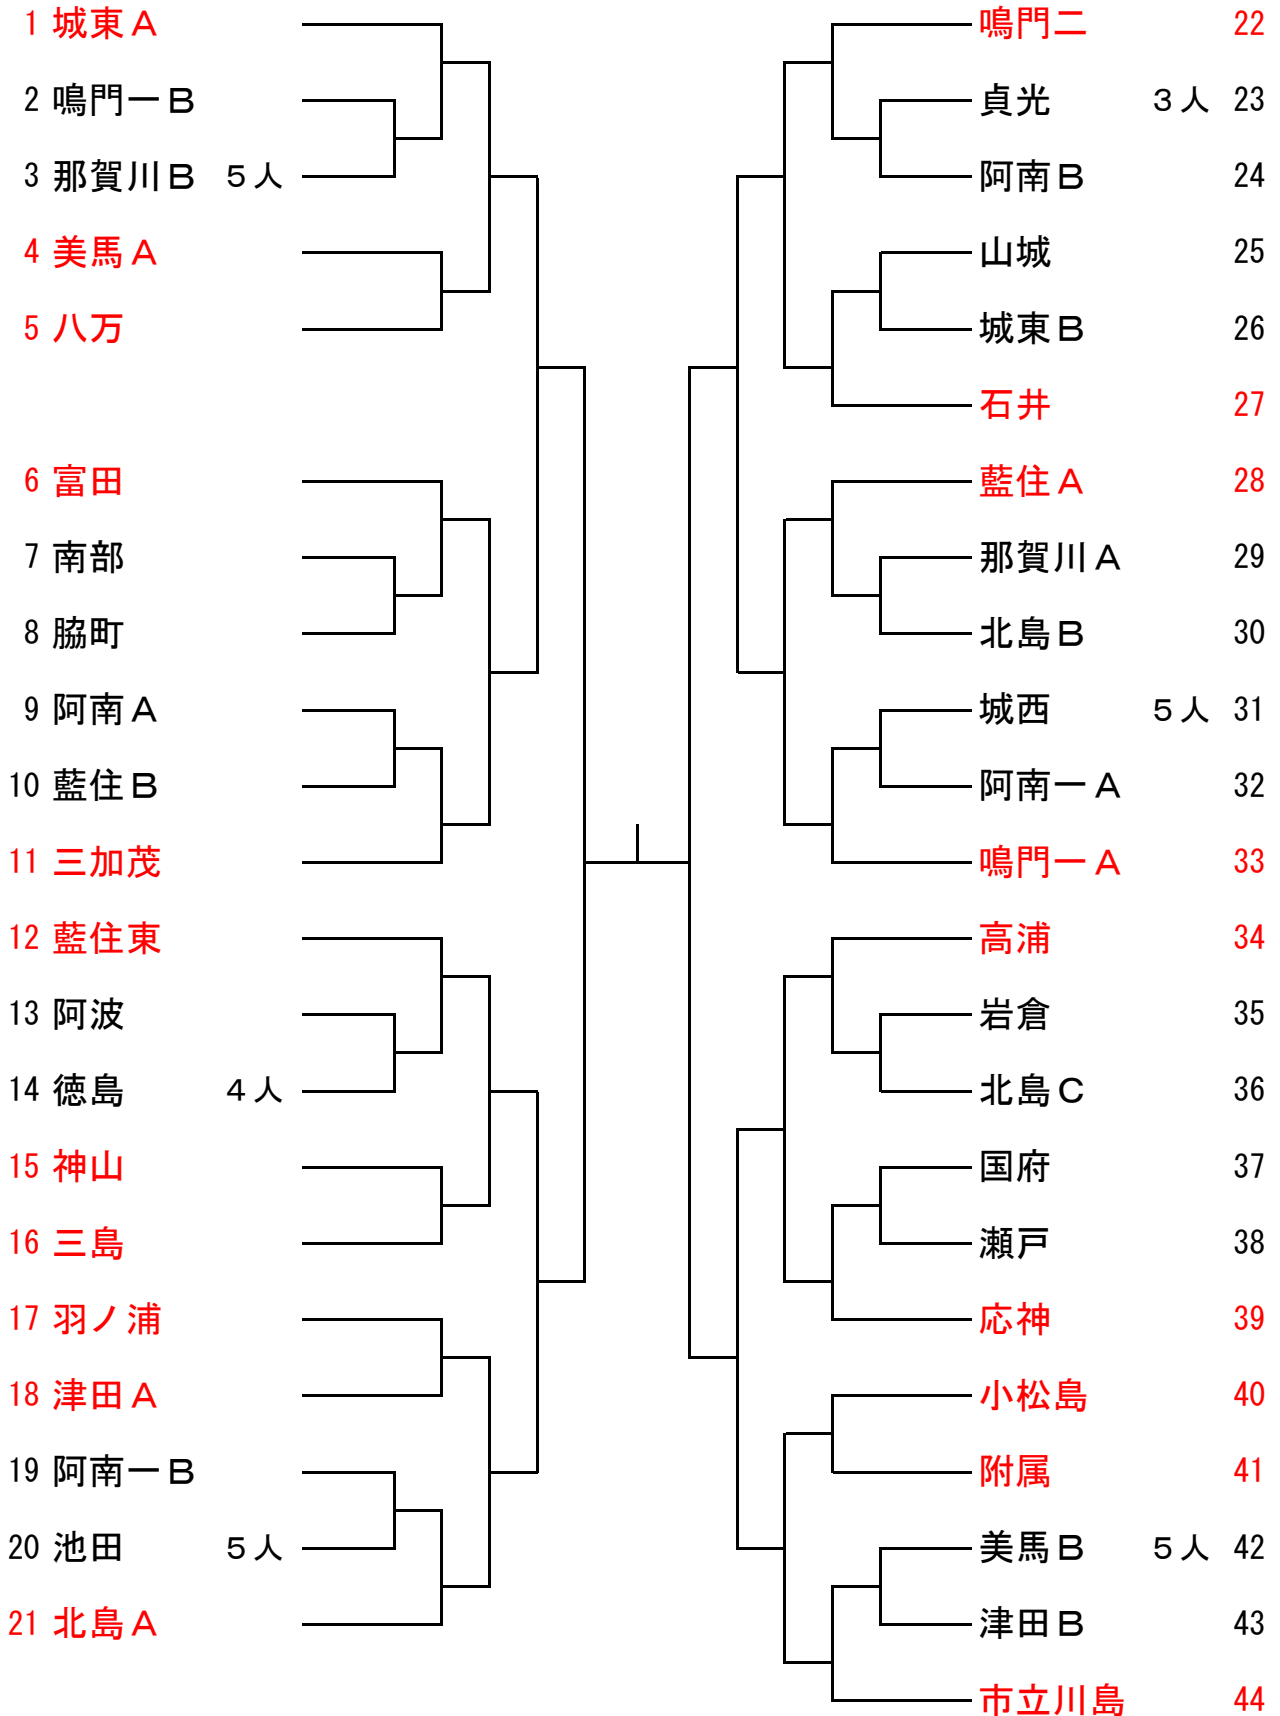 1 城東Ａ
2 鳴門一Ｂ
3 那賀川Ｂ ５人
4 美馬Ａ
5 八万
6 富田
7 南部
8 脇町
9 阿南Ａ
10 藍住Ｂ
11 三加茂
12 藍住東
13 阿波
14 徳島 ４人
15 神山
16 三島
17 羽ノ浦
18 津田Ａ
19 阿南一Ｂ
20 池田 ５人
21 北島Ａ
鳴門二 22
貞光 ３人 23
阿南Ｂ 24
山城 25
城東Ｂ 26
石井 27
藍住Ａ 28
那賀川Ａ 29
北島Ｂ 30
城西 ５人 31
阿南一Ａ 32
鳴門一Ａ 33
高浦 34
岩倉 35
北島Ｃ 36
国府 37
瀬戸 38
応神 39
小松島 40
附属 41
美馬Ｂ ５人 42
津田Ｂ 43
市立川島 44